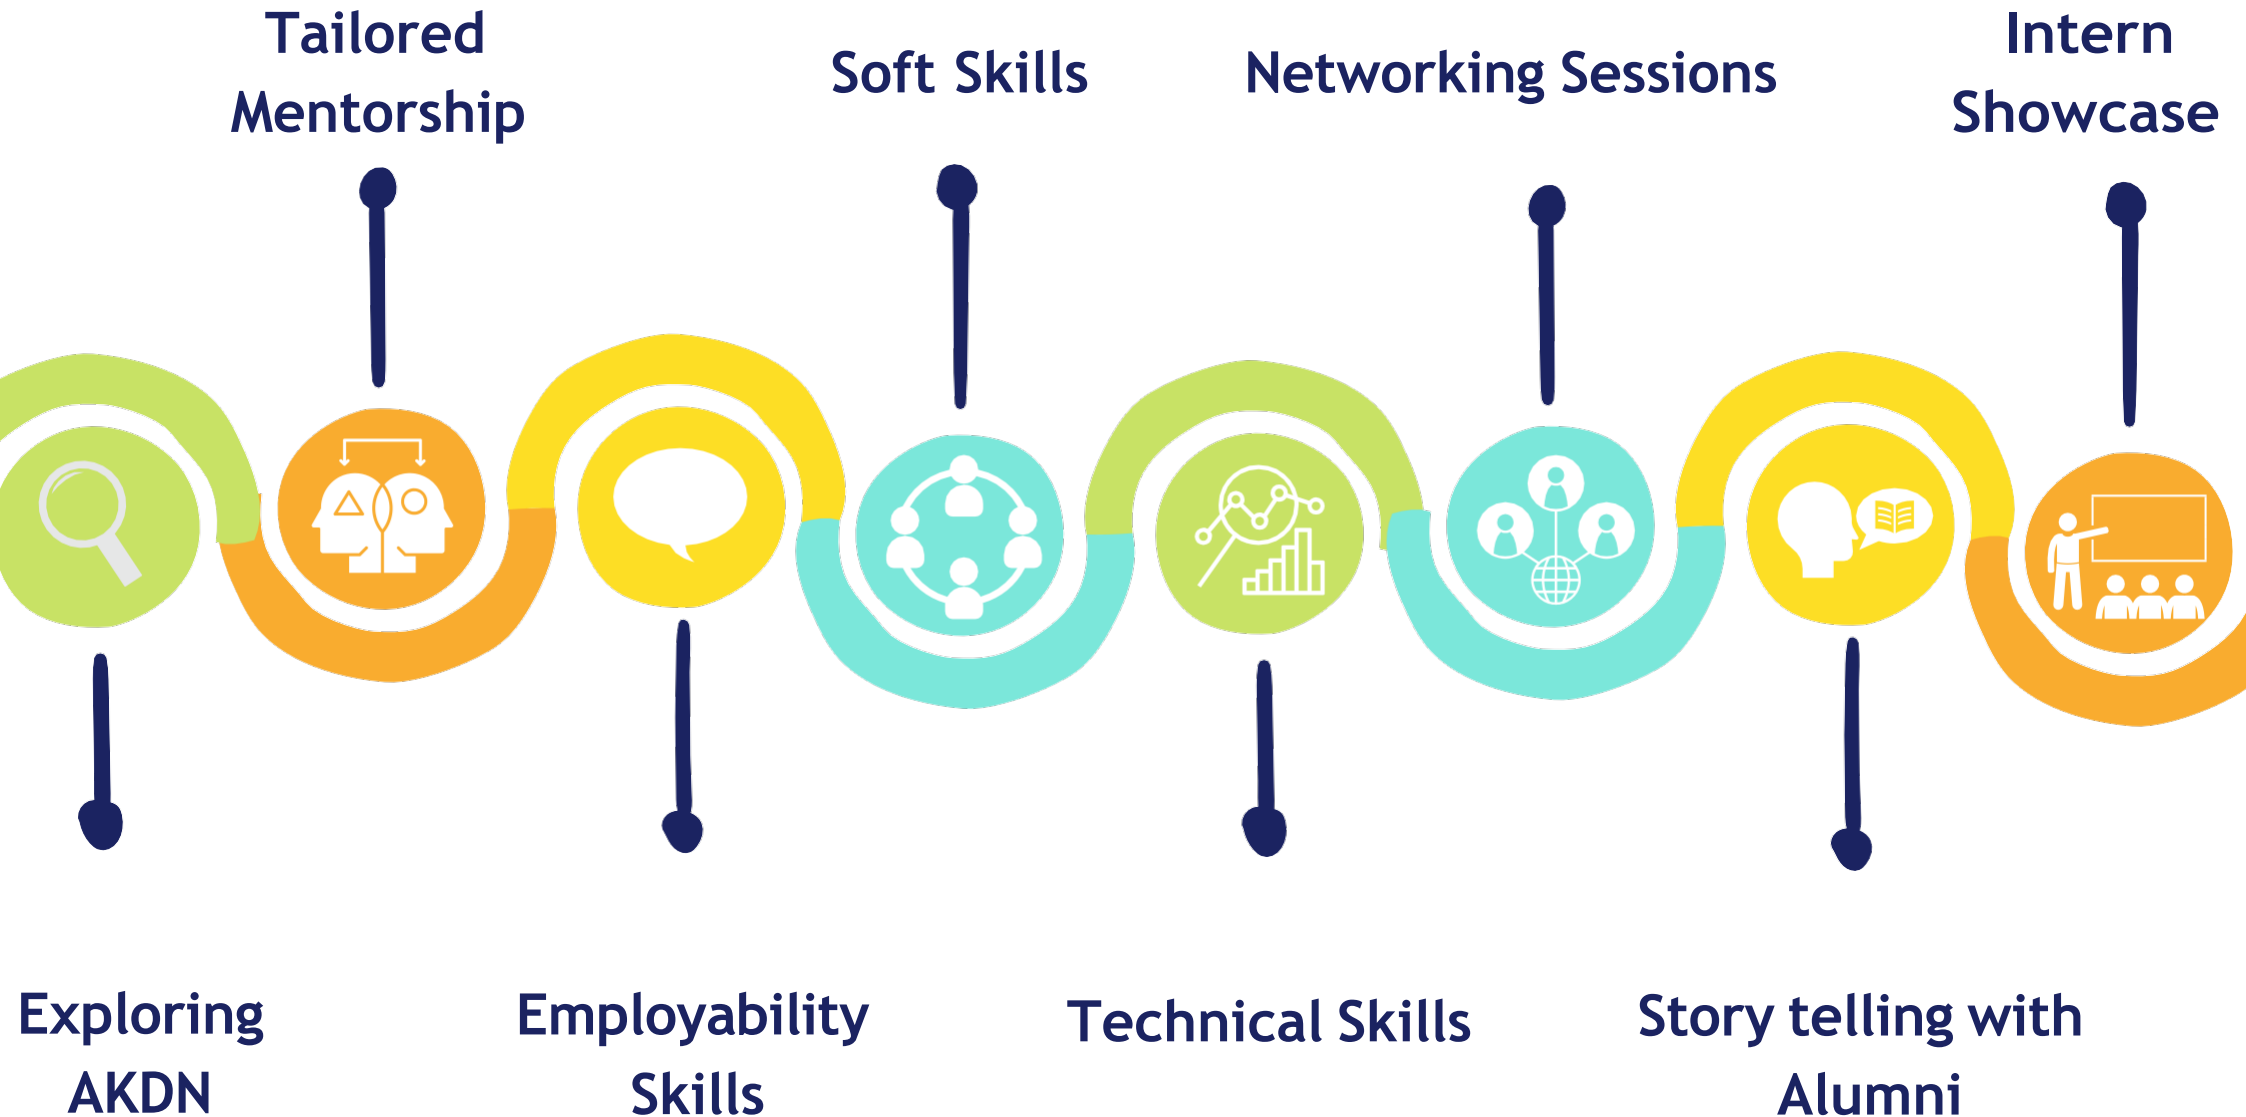 Tailored
Mentorship
Soft Skills
Networking Sessions
Intern
Showcase
Exploring
AKDN
Employability
Skills
Technical Skills
Story telling with
Alumni